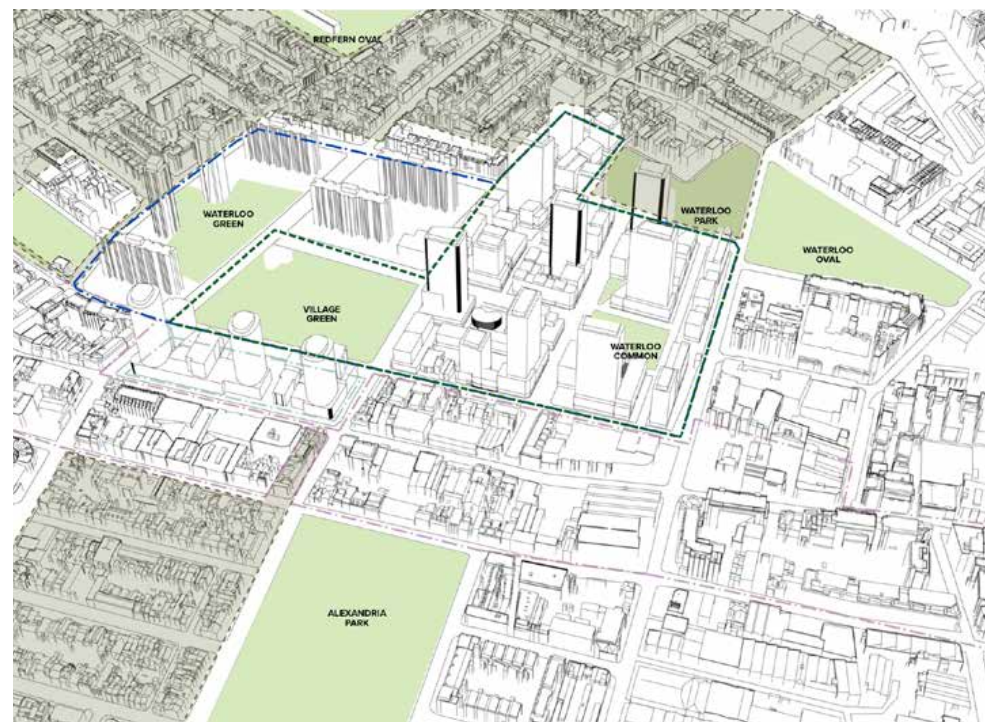 REDFERN OVAL
WATERLOO
GREEN
WATERLOO
PARK
WATERLOO
OVAL
VILLAGE
GREEN
WATERLOO
COMMON
ALEXANDRIA
PARK